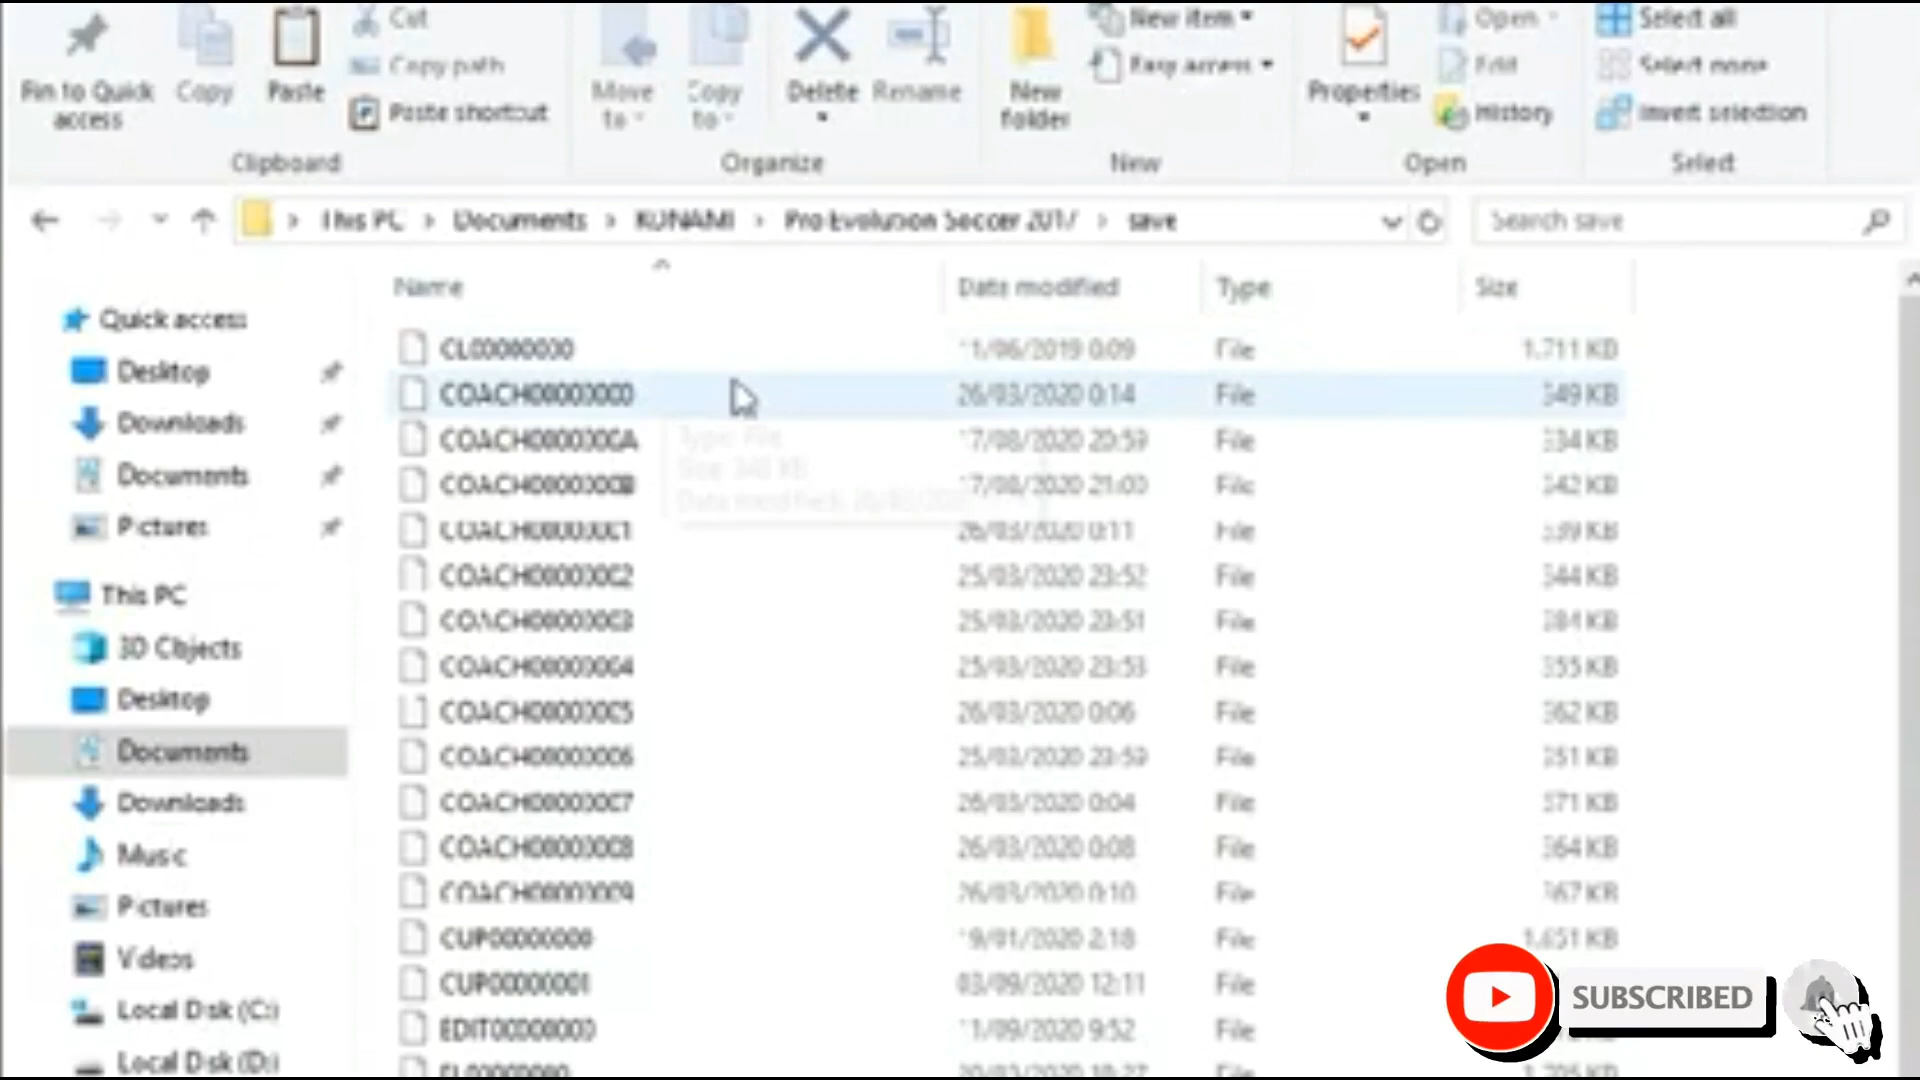 Pin to Quick access
Copy
Paste
Cut
Copy path
Paste shortcut
Move to
Copy to
Delete
Rename
New folder
New item
Easy access
Properties
Open
Edit
History
Select all
Select none
Invert selection
Clipboard
Organize
New
Open
Select
This PC > Documents > KONAMI > Pro Evolution Soccer 2017 > save
Search save
Name Date modified Type Size
Quick access
Desktop
Downloads
Documents
Pictures
This PC
3D Objects
Desktop
Documents
Downloads
Music
Pictures
Videos
Local Disk (C:)
Local Disk (D:)
CL00000000 11/06/2019 0:09 File 1.711 KB
COACH00000000 26/03/2020 0:14 File 349 KB
COACH0000000A 17/08/2020 20:59 File 334 KB
COACH0000000B 17/08/2020 21:00 File 342 KB
COACH00000001 26/03/2020 0:11 File 339 KB
COACH00000002 25/03/2020 23:52 File 344 KB
COACH00000003 25/03/2020 23:51 File 384 KB
COACH00000004 25/03/2020 23:53 File 355 KB
COACH00000005 26/03/2020 0:06 File 362 KB
COACH00000006 25/03/2020 23:59 File 351 KB
COACH00000007 26/03/2020 0:04 File 371 KB
COACH00000008 26/03/2020 0:08 File 364 KB
COACH00000009 26/03/2020 0:10 File 367 KB
CUP00000000 19/01/2020 2:18 File 1.651 KB
CUP00000001 03/09/2020 12:11 File
EDIT00000000 11/09/2020 9:52 File
Type: File
Size: 348 KB
Date modified:
SUBSCRIBED